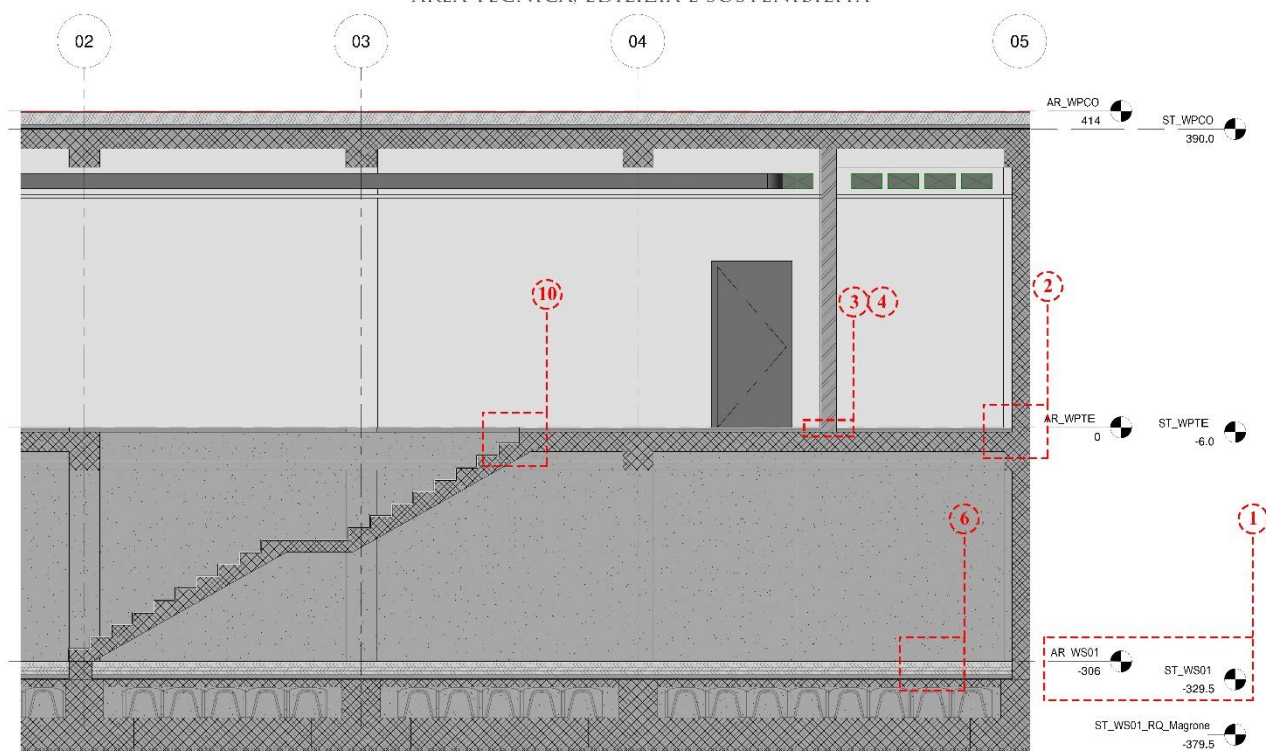 AREA TECNICA, EDILIZIA E SOSTENIBILITÀ
02 03 04 05
AR_WPCO
414
ST_WPCO
390.0
10
3 4
2
AR_WPTE
0
ST_WPTE
-6.0
6
1
AR_WS01
-306
ST_WS01
-329.5
ST_WS01_RQ_Magrone
-379.5